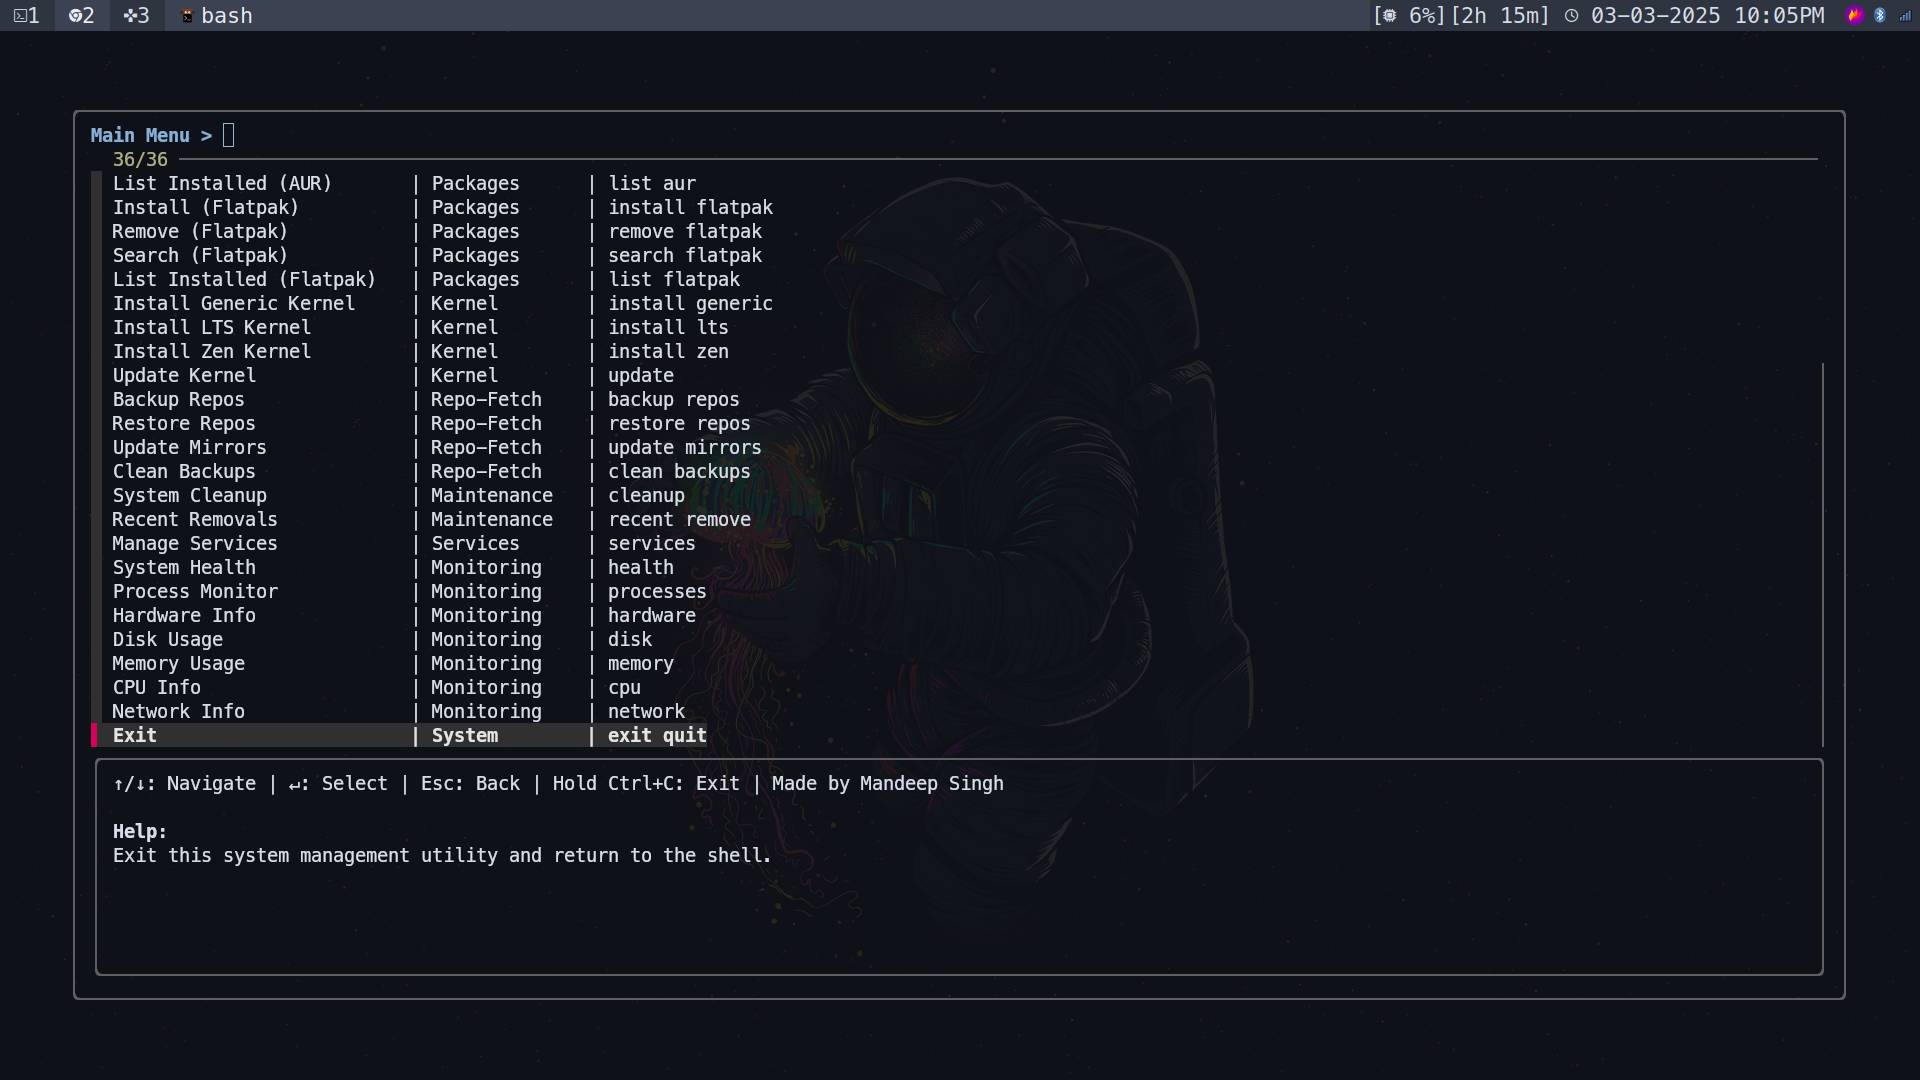 1 2 3 bash [ 6%][2h 15m] 03-03-2025 10:05PM
Main Menu >
36/36
List Installed (AUR) | Packages | list aur
Install (Flatpak) | Packages | install flatpak
Remove (Flatpak) | Packages | remove flatpak
Search (Flatpak) | Packages | search flatpak
List Installed (Flatpak) | Packages | list flatpak
Install Generic Kernel | Kernel | install generic
Install LTS Kernel | Kernel | install lts
Install Zen Kernel | Kernel | install zen
Update Kernel | Kernel | update
Backup Repos | Repo-Fetch | backup repos
Restore Repos | Repo-Fetch | restore repos
Update Mirrors | Repo-Fetch | update mirrors
Clean Backups | Repo-Fetch | clean backups
System Cleanup | Maintenance | cleanup
Recent Removals | Maintenance | recent remove
Manage Services | Services | services
System Health | Monitoring | health
Process Monitor | Monitoring | processes
Hardware Info | Monitoring | hardware
Disk Usage | Monitoring | disk
Memory Usage | Monitoring | memory
CPU Info | Monitoring | cpu
Network Info | Monitoring | network
Exit | System | exit quit
↑/↓: Navigate | ↵: Select | Esc: Back | Hold Ctrl+C: Exit | Made by Mandeep Singh
Help:
Exit this system management utility and return to the shell.